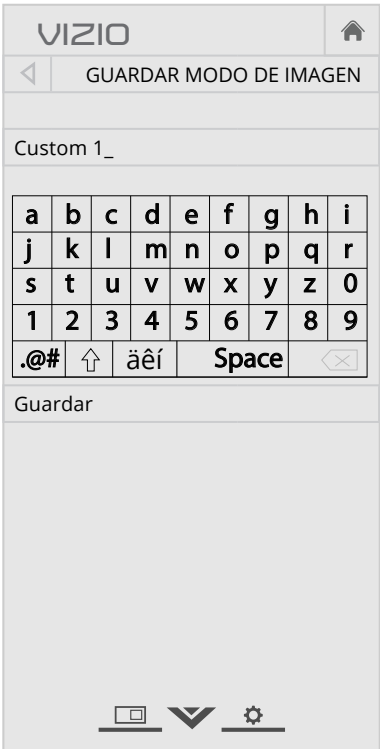 VIZIO
GUARDAR MODO DE IMAGEN
Custom 1_
a b c d e f g h i
j k l m n o p q r
s t u v w x y z 0
1 2 3 4 5 6 7 8 9
.@# äêí Space
Guardar